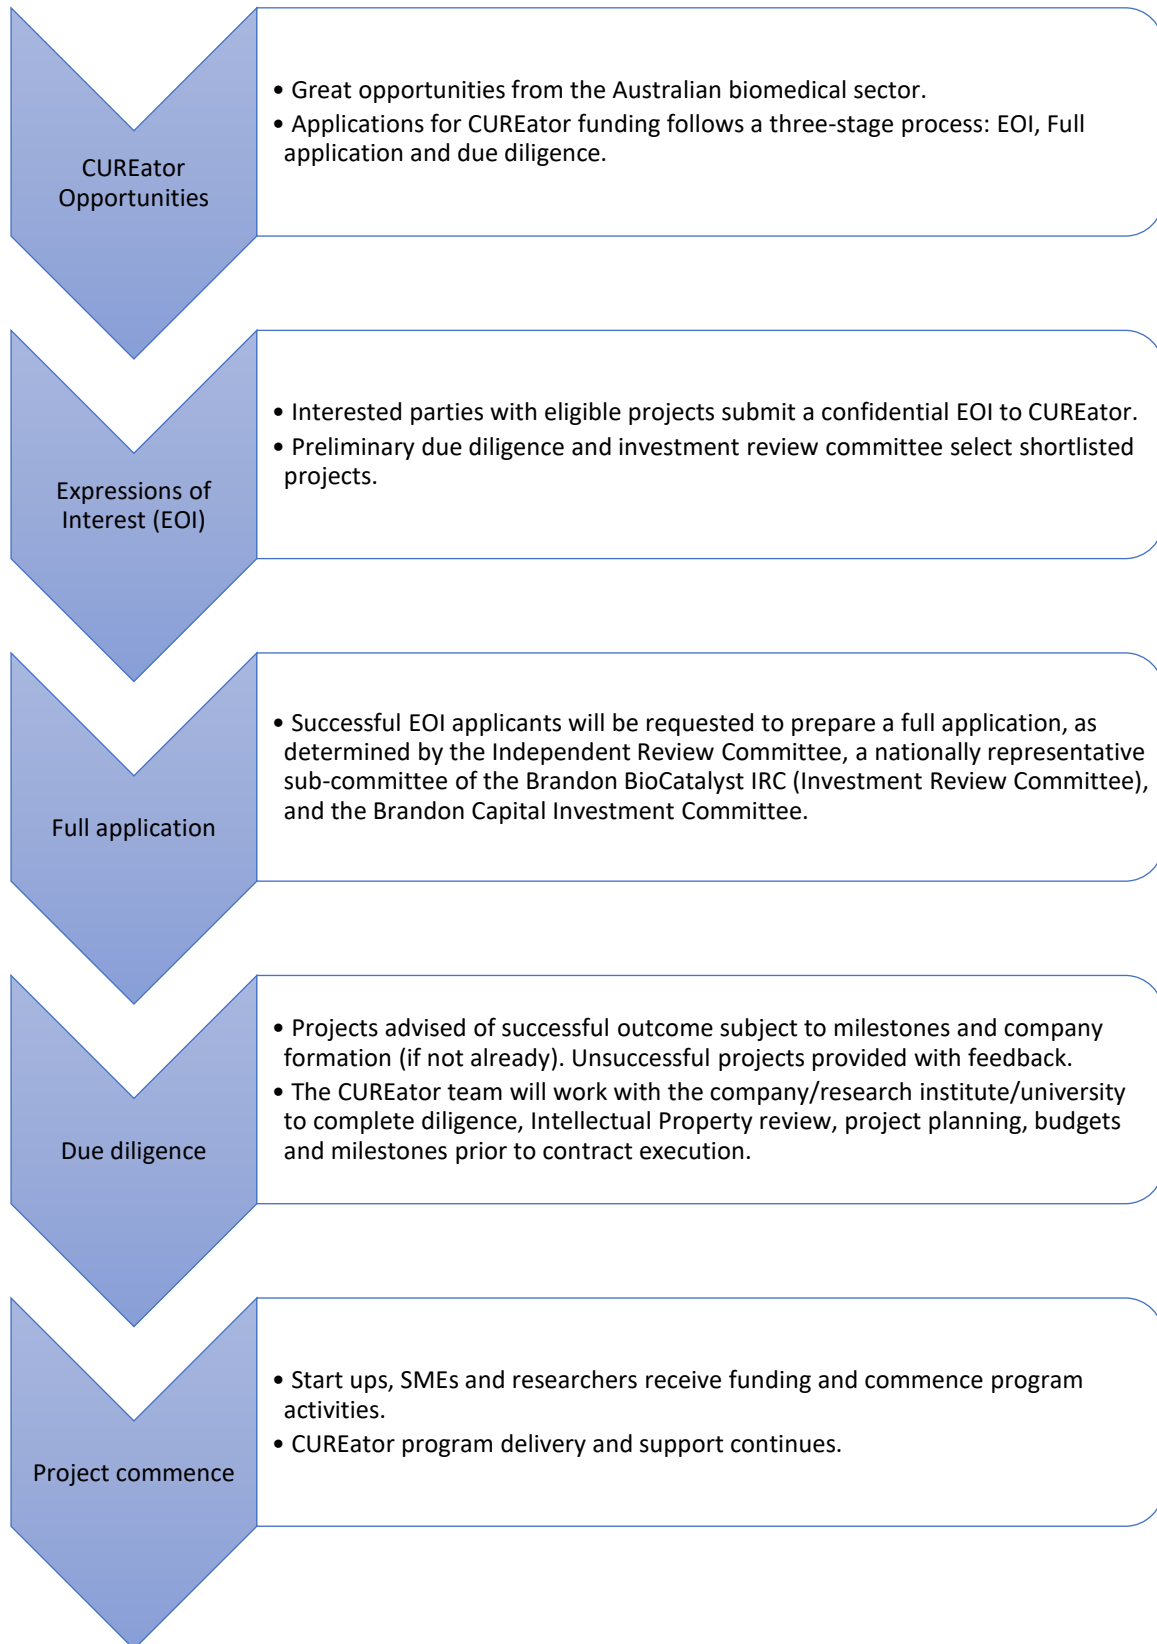 CUREator
Opportunities
• Great opportunities from the Australian biomedical sector.
• Applications for CUREator funding follows a three-stage process: EOI, Full
application and due diligence.
Expressions of
Interest (EOI)
• Interested parties with eligible projects submit a confidential EOI to CUREator.
• Preliminary due diligence and investment review committee select shortlisted
projects.
Full application
• Successful EOI applicants will be requested to prepare a full application, as
determined by the Independent Review Committee, a nationally representative
sub-committee of the Brandon BioCatalyst IRC (Investment Review Committee),
and the Brandon Capital Investment Committee.
Due diligence
• Projects advised of successful outcome subject to milestones and company
formation (if not already). Unsuccessful projects provided with feedback.
• The CUREator team will work with the company/research institute/university
to complete diligence, Intellectual Property review, project planning, budgets
and milestones prior to contract execution.
Project commence
• Start ups, SMEs and researchers receive funding and commence program
activities.
• CUREator program delivery and support continues.